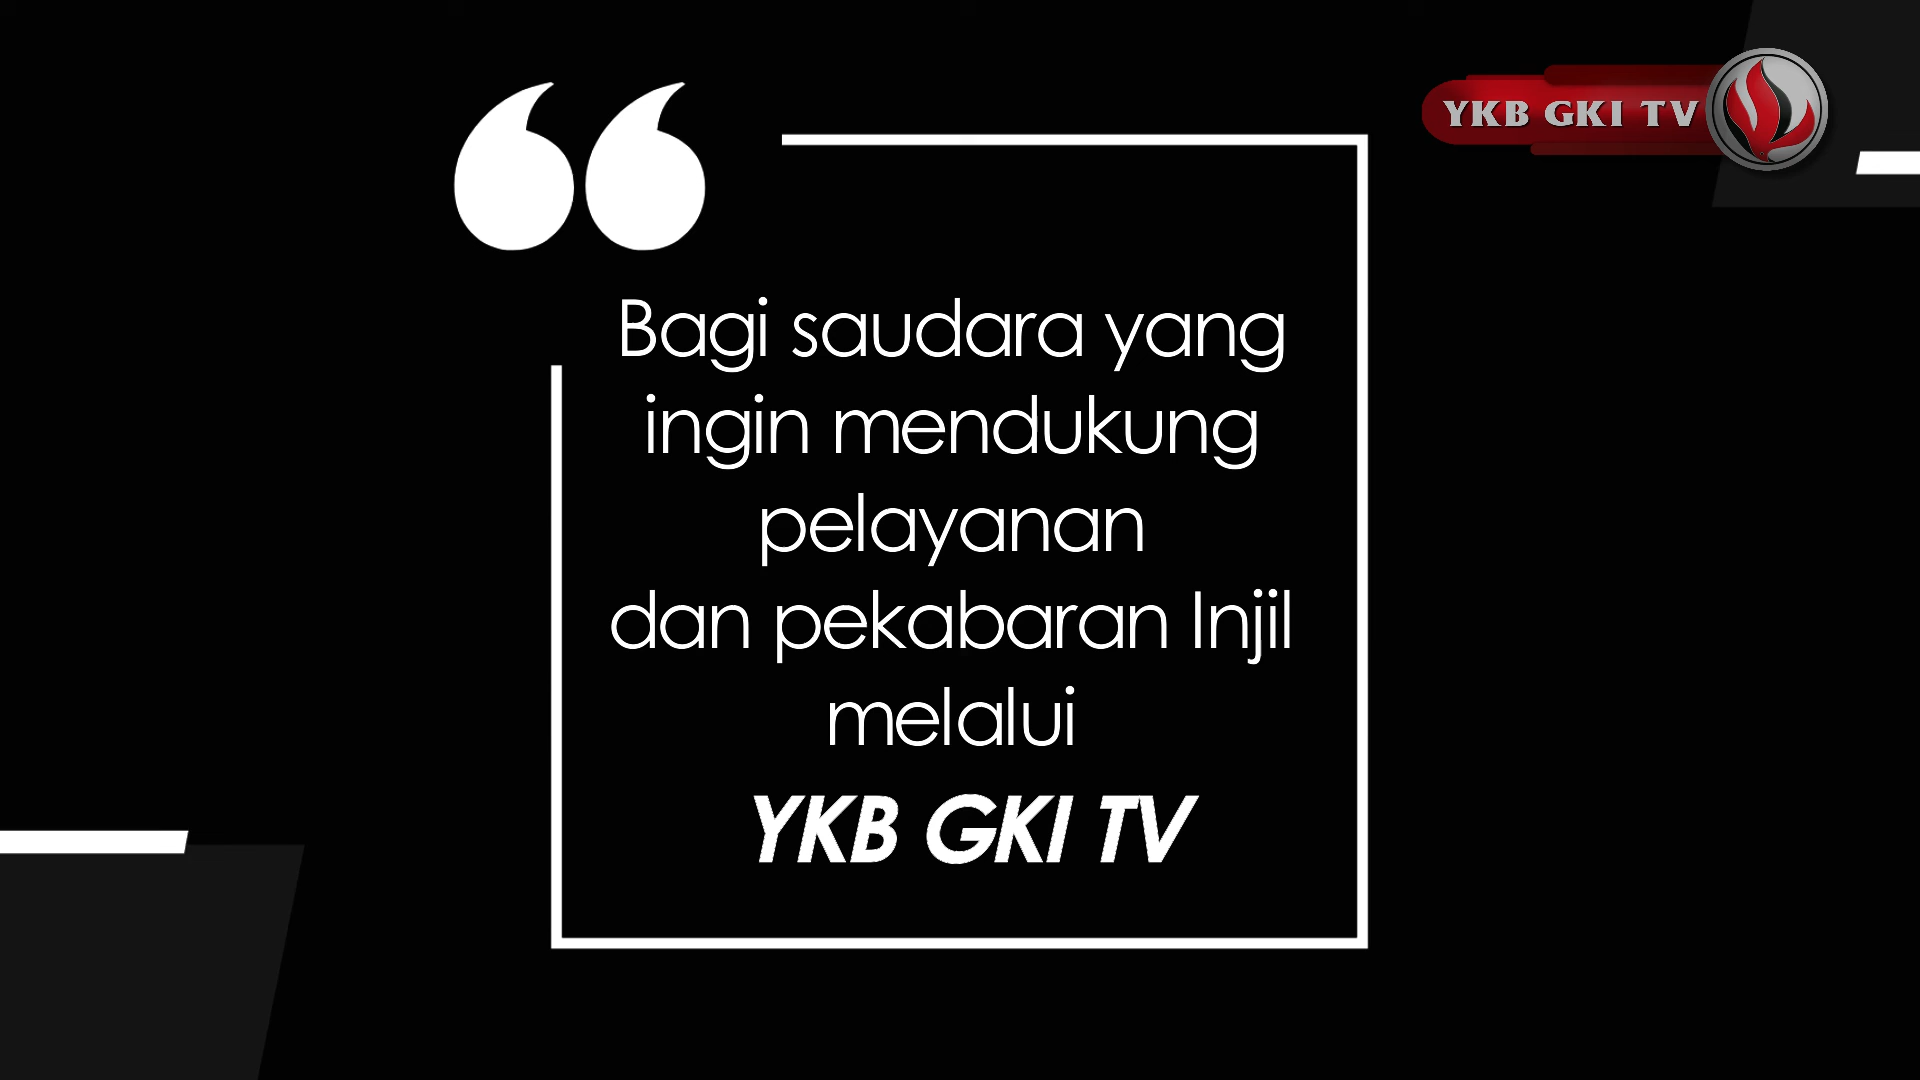 YKB GKI TV
“
Bagi saudara yang
ingin mendukung
pelayanan
dan pekabaran Injil
melalui
YKB GKI TV